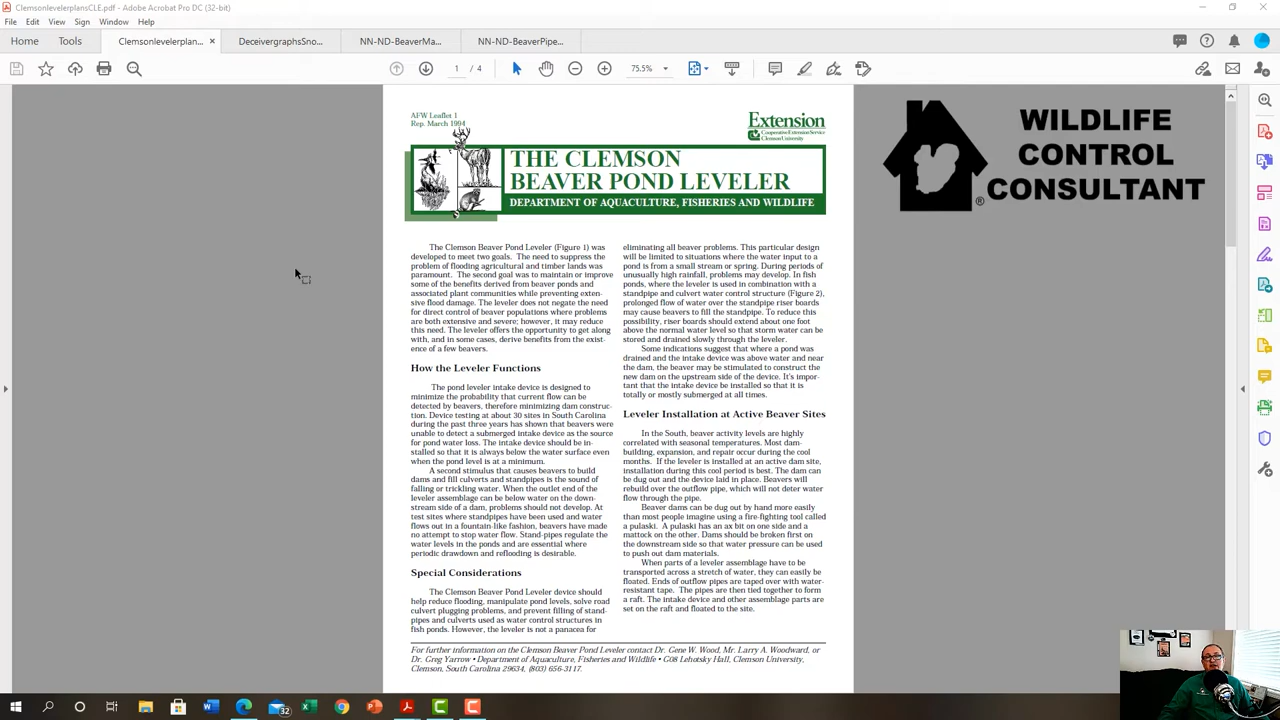 ClemsonlevelerplansCLE.pdf - Adobe Acrobat Pro DC (32-bit)
File Edit View Sign Window Help
Home Tools Clemsonlevelerplan... × DeceivergraphsSno... NN-ND-BeaverMa... NN-ND-BeaverPipe...
1 / 4 75.5%
AFW Leaflet 1
Rep. March 1994
Extension
Cooperative Extension Service
Clemson University
THE CLEMSON
BEAVER POND LEVELER
DEPARTMENT OF AQUACULTURE, FISHERIES AND WILDLIFE
WILDLIFE
CONTROL
CONSULTANT
®
The Clemson Beaver Pond Leveler (Figure 1) was
developed to meet two goals. The need to suppress the
problem of flooding agricultural and timber lands was
paramount. The second goal was to maintain or improve
some of the benefits derived from beaver ponds and
associated plant communities while preventing exten-
sive flood damage. The leveler does not negate the need
for direct control of beaver populations where problems
are both extensive and severe; however, it may reduce
this need. The leveler offers the opportunity to get along
with, and in some cases, derive benefits from the exist-
ence of a few beavers.
How the Leveler Functions
The pond leveler intake device is designed to
minimize the probability that current flow can be
detected by beavers, therefore minimizing dam construc-
tion. Device testing at about 30 sites in South Carolina
during the past three years has shown that beavers were
unable to detect a submerged intake device as the source
for pond water loss. The intake device should be in-
stalled so that it is always below the water surface even
when the pond level is at a minimum.
A second stimulus that causes beavers to build
dams and fill culverts and standpipes is the sound of
falling or trickling water. When the outlet end of the
leveler assemblage can be below water on the down-
stream side of a dam, problems should not develop. At
test sites where standpipes have been used and water
flows out in a fountain-like fashion, beavers have made
no attempt to stop water flow. Stand-pipes regulate the
water levels in the ponds and are essential where
periodic drawdown and reflooding is desirable.
Special Considerations
The Clemson Beaver Pond Leveler device should
help reduce flooding, manipulate pond levels, solve road
culvert plugging problems, and prevent filling of stand-
pipes and culverts used as water control structures in
fish ponds. However, the leveler is not a panacea for
eliminating all beaver problems. This particular design
will be limited to situations where the water input to a
pond is from a small stream or spring. During periods of
unusually high rainfall, problems may develop. In fish
ponds, where the leveler is used in combination with a
standpipe and culvert water control structure (Figure 2),
prolonged flow of water over the standpipe riser boards
may cause beavers to fill the standpipe. To reduce this
possibility, riser boards should extend about one foot
above the normal water level so that storm water can be
stored and drained slowly through the leveler.
Some indications suggest that where a pond was
drained and the intake device was above water and near
the dam, the beaver may be stimulated to construct the
new dam on the upstream side of the device. It's impor-
tant that the intake device be installed so that it is
totally or mostly submerged at all times.
Leveler Installation at Active Beaver Sites
In the South, beaver activity levels are highly
correlated with seasonal temperatures. Most dam-
building, expansion, and repair occur during the cool
months. If the leveler is installed at an active dam site,
installation during this cool period is best. The dam can
be dug out and the device laid in place. Beavers will
rebuild over the outflow pipe, which will not deter water
flow through the pipe.
Beaver dams can be dug out by hand more easily
than most people imagine using a fire-fighting tool called
a pulaski. A pulaski has an ax bit on one side and a
mattock on the other. Dams should be broken first on
the downstream side so that water pressure can be used
to push out dam materials.
When parts of a leveler assemblage have to be
transported across a stretch of water, they can easily be
floated. Ends of outflow pipes are taped over with water-
resistant tape. The pipes are then tied together to form
a raft. The intake device and other assemblage parts are
set on the raft and floated to the site.
For further information on the Clemson Beaver Pond Leveler contact Dr. Gene W. Wood, Mr. Larry A. Woodward, or
Dr. Greg Yarrow • Department of Aquaculture, Fisheries and Wildlife • G08 Lehotsky Hall, Clemson University,
Clemson, South Carolina 29634, (803) 656-3117.
32